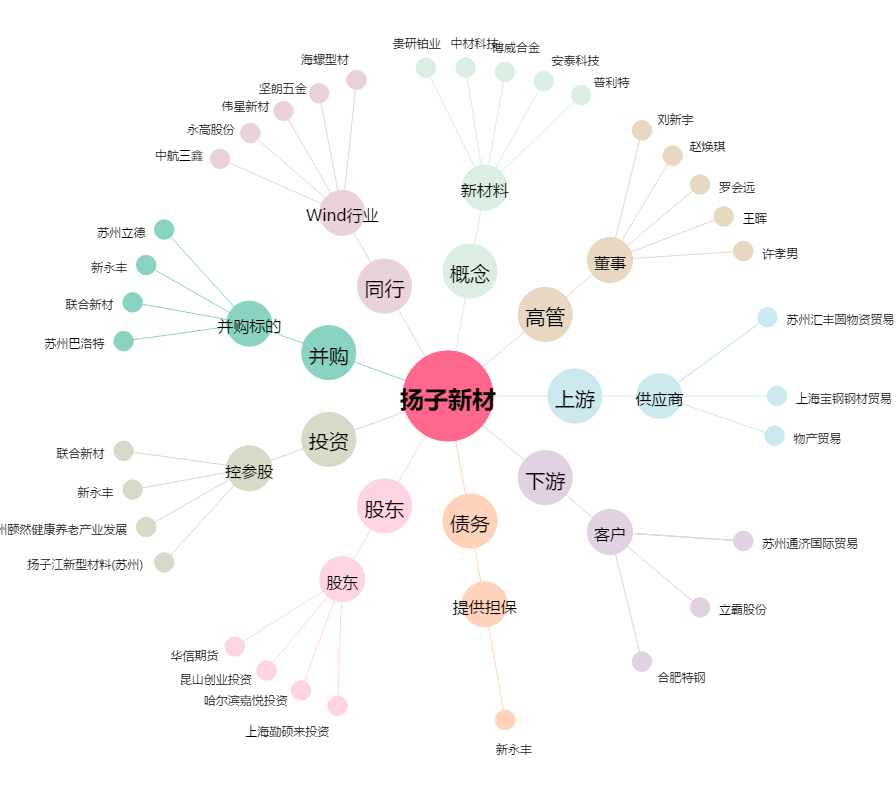 贵研铂业
中材科技
博威合金
安泰科技
普利特
海螺型材
坚朗五金
伟星新材
永高股份
中航三鑫
刘新宇
赵焕琪
罗会远
王晖
许孝男
新材料
Wind行业
概念
同行
董事
高管
苏州立德
新永丰
联合新材
苏州巴洛特
并购标的
并购
扬子新材
上游
供应商
苏州汇丰圆物资贸易
上海宝钢钢材贸易
物产贸易
投资
控参股
联合新材
新永丰
州颐然健康养老产业发展
扬子江新型材料(苏州)
股东
股东
华信期货
昆山创业投资
哈尔滨嘉悦投资
上海勤硕来投资
债务
提供担保
新永丰
下游
客户
苏州通济国际贸易
立霸股份
合肥特钢